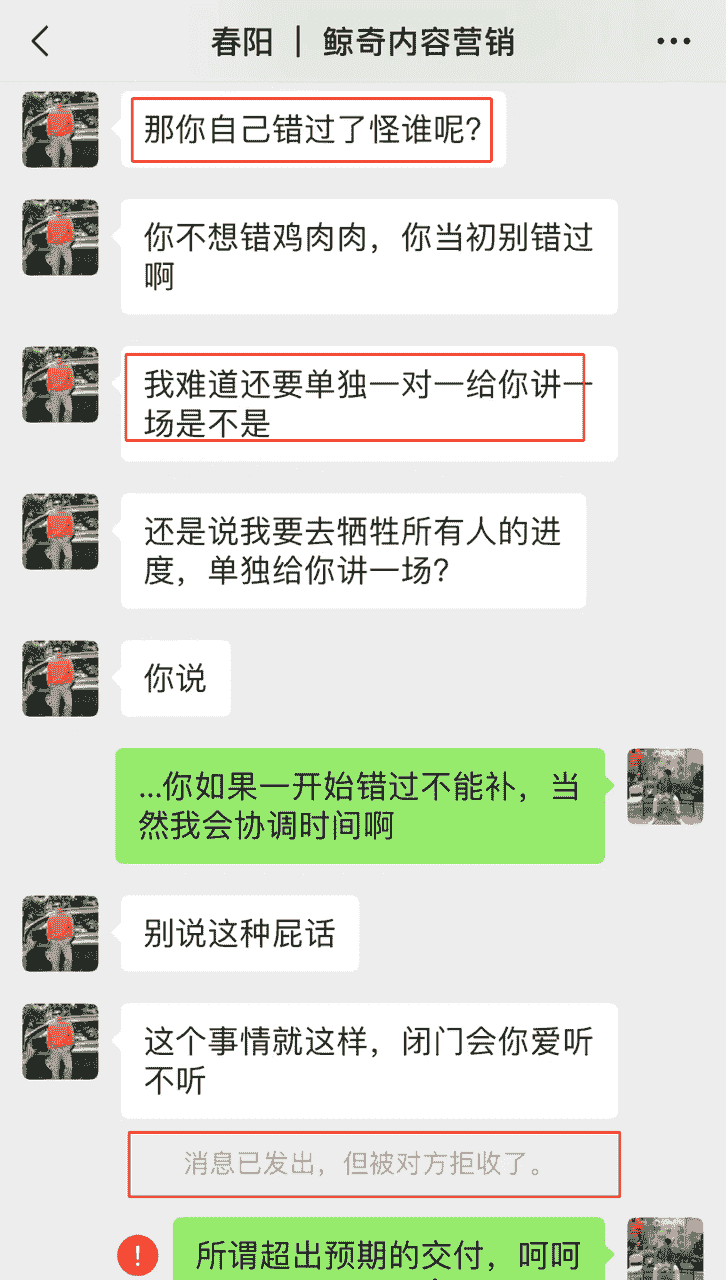 春阳 | 鲸奇内容营销
那你自己错过了怪谁呢?
你不想错鸡肉肉，你当初别错过
啊
我难道还要单独一对一给你讲一
场是不是
还是说我要去牺牲所有人的进
度，单独给你讲一场?
你说
...你如果一开始错过不能补，当
然我会协调时间啊
别说这种屁话
这个事情就这样，闭门会你爱听
不听
消息已发出，但被对方拒收了。
所谓超出预期的交付，呵呵